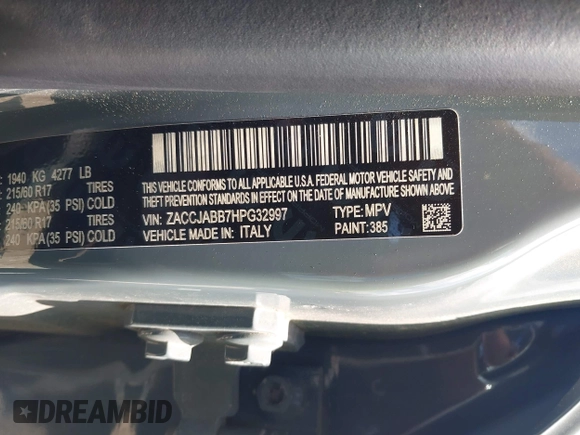 : 1940 KG 4277 LB
: 215/60 R17 TIRES
: 240 KPA(35 PSI) COLD
: 215/60 R17 TIRES
240 KPA(35 PSI) COLD
THIS VEHICLE CONFORMS TO ALL APPLICABLE U.S.A. FEDERAL MOTOR
VEHICLE SAFETY, BUMPER, AND THEFT PREVENTION STANDARDS IN EFFECT
ON THE DATE OF MANUFACTURE SHOWN ABOVE.
VIN: ZACCJABB7HPG32997 TYPE: MPV
VEHICLE MADE IN: ITALY PAINT: 385
DREAMBID